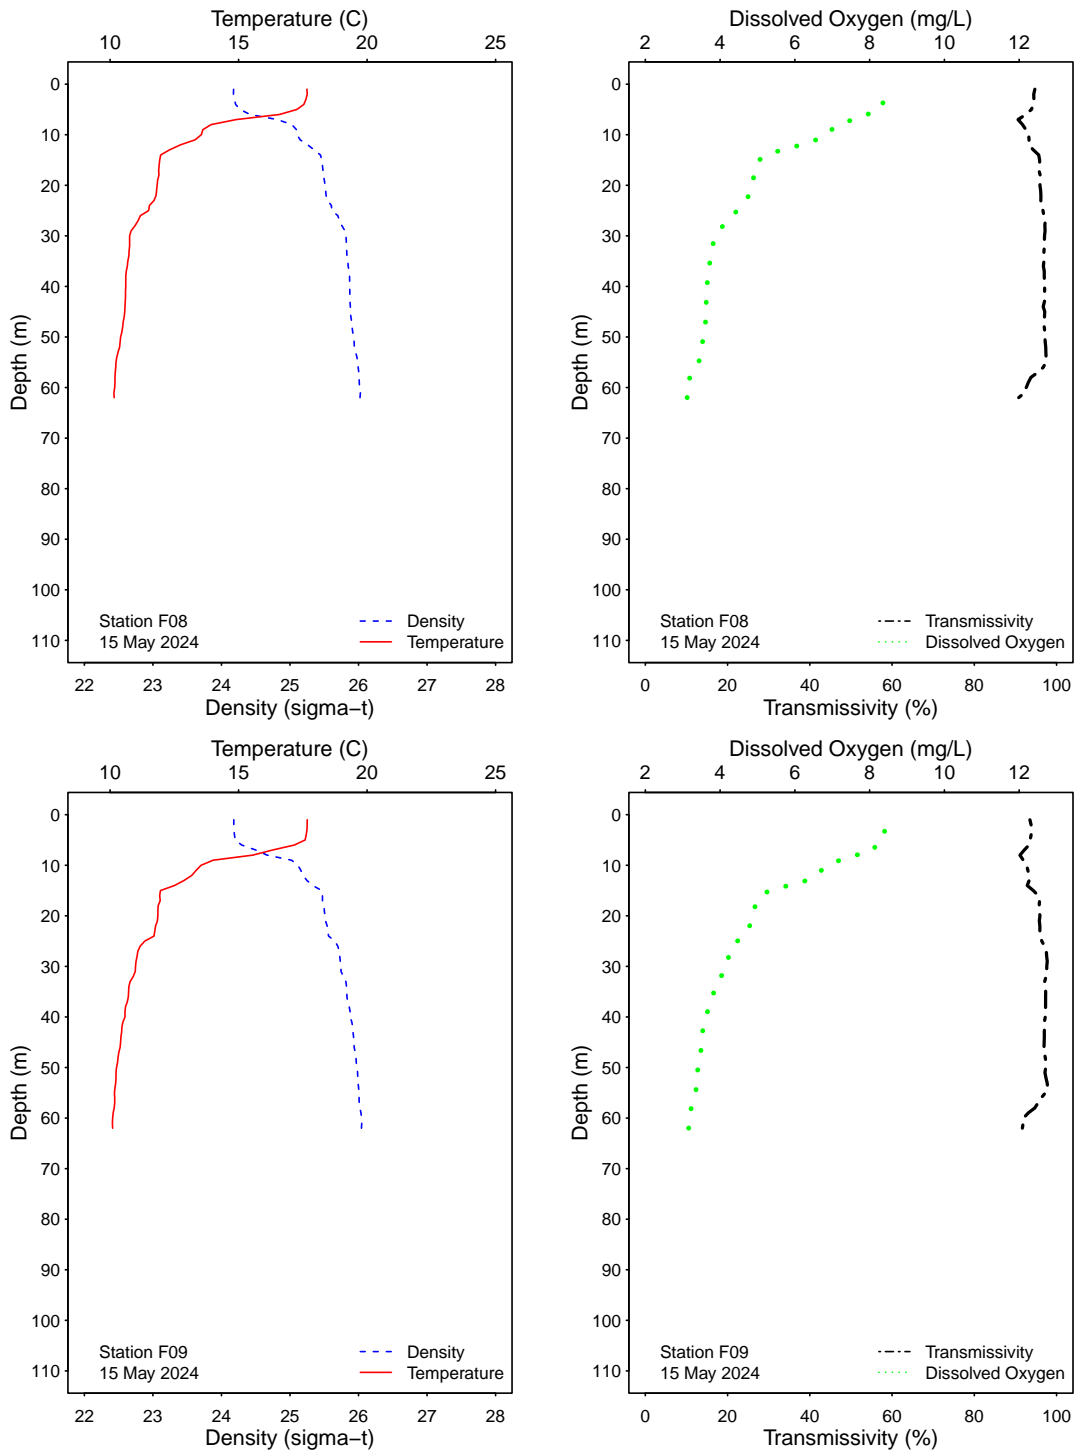 Temperature (C)
10 15 20 25
0
10
20
30
40
50
60
70
80
90
100
110
Depth (m)
Station F08
15 May 2024
Density
Temperature
22 23 24 25 26 27 28
Density (sigma−t)
Dissolved Oxygen (mg/L)
2 4 6 8 10 12
0
10
20
30
40
50
60
70
80
90
100
110
Depth (m)
Station F08
15 May 2024
Transmissivity
Dissolved Oxygen
0 20 40 60 80 100
Transmissivity (%)
Temperature (C)
10 15 20 25
0
10
20
30
40
50
60
70
80
90
100
110
Depth (m)
Station F09
15 May 2024
Density
Temperature
22 23 24 25 26 27 28
Density (sigma−t)
Dissolved Oxygen (mg/L)
2 4 6 8 10 12
0
10
20
30
40
50
60
70
80
90
100
110
Depth (m)
Station F09
15 May 2024
Transmissivity
Dissolved Oxygen
0 20 40 60 80 100
Transmissivity (%)